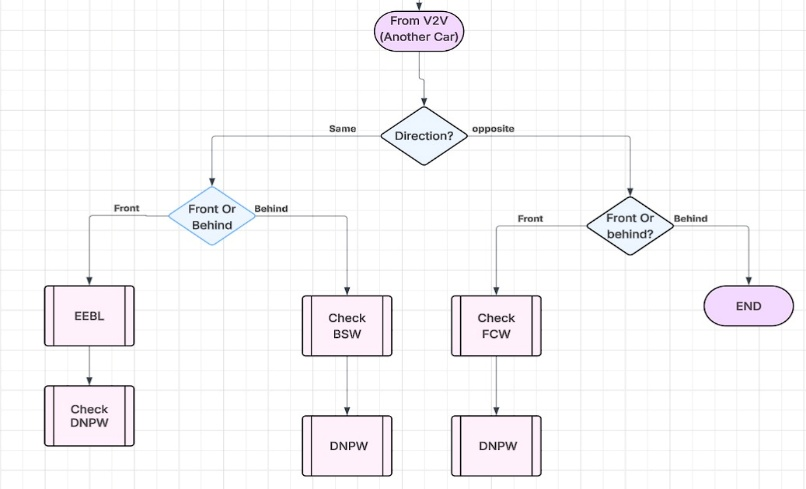 From V2V
(Another Car)
Direction?
Same
opposite
Front Or
Behind
Front
Behind
Front Or
behind?
Front
Behind
EEBL
Check
BSW
Check
FCW
END
Check
DNPW
DNPW
DNPW